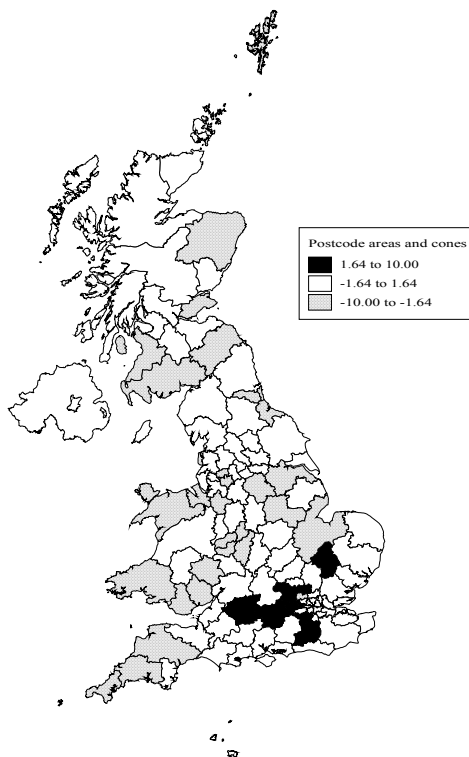 Postcode areas and cones
1.64 to 10.00
-1.64 to 1.64
-10.00 to -1.64